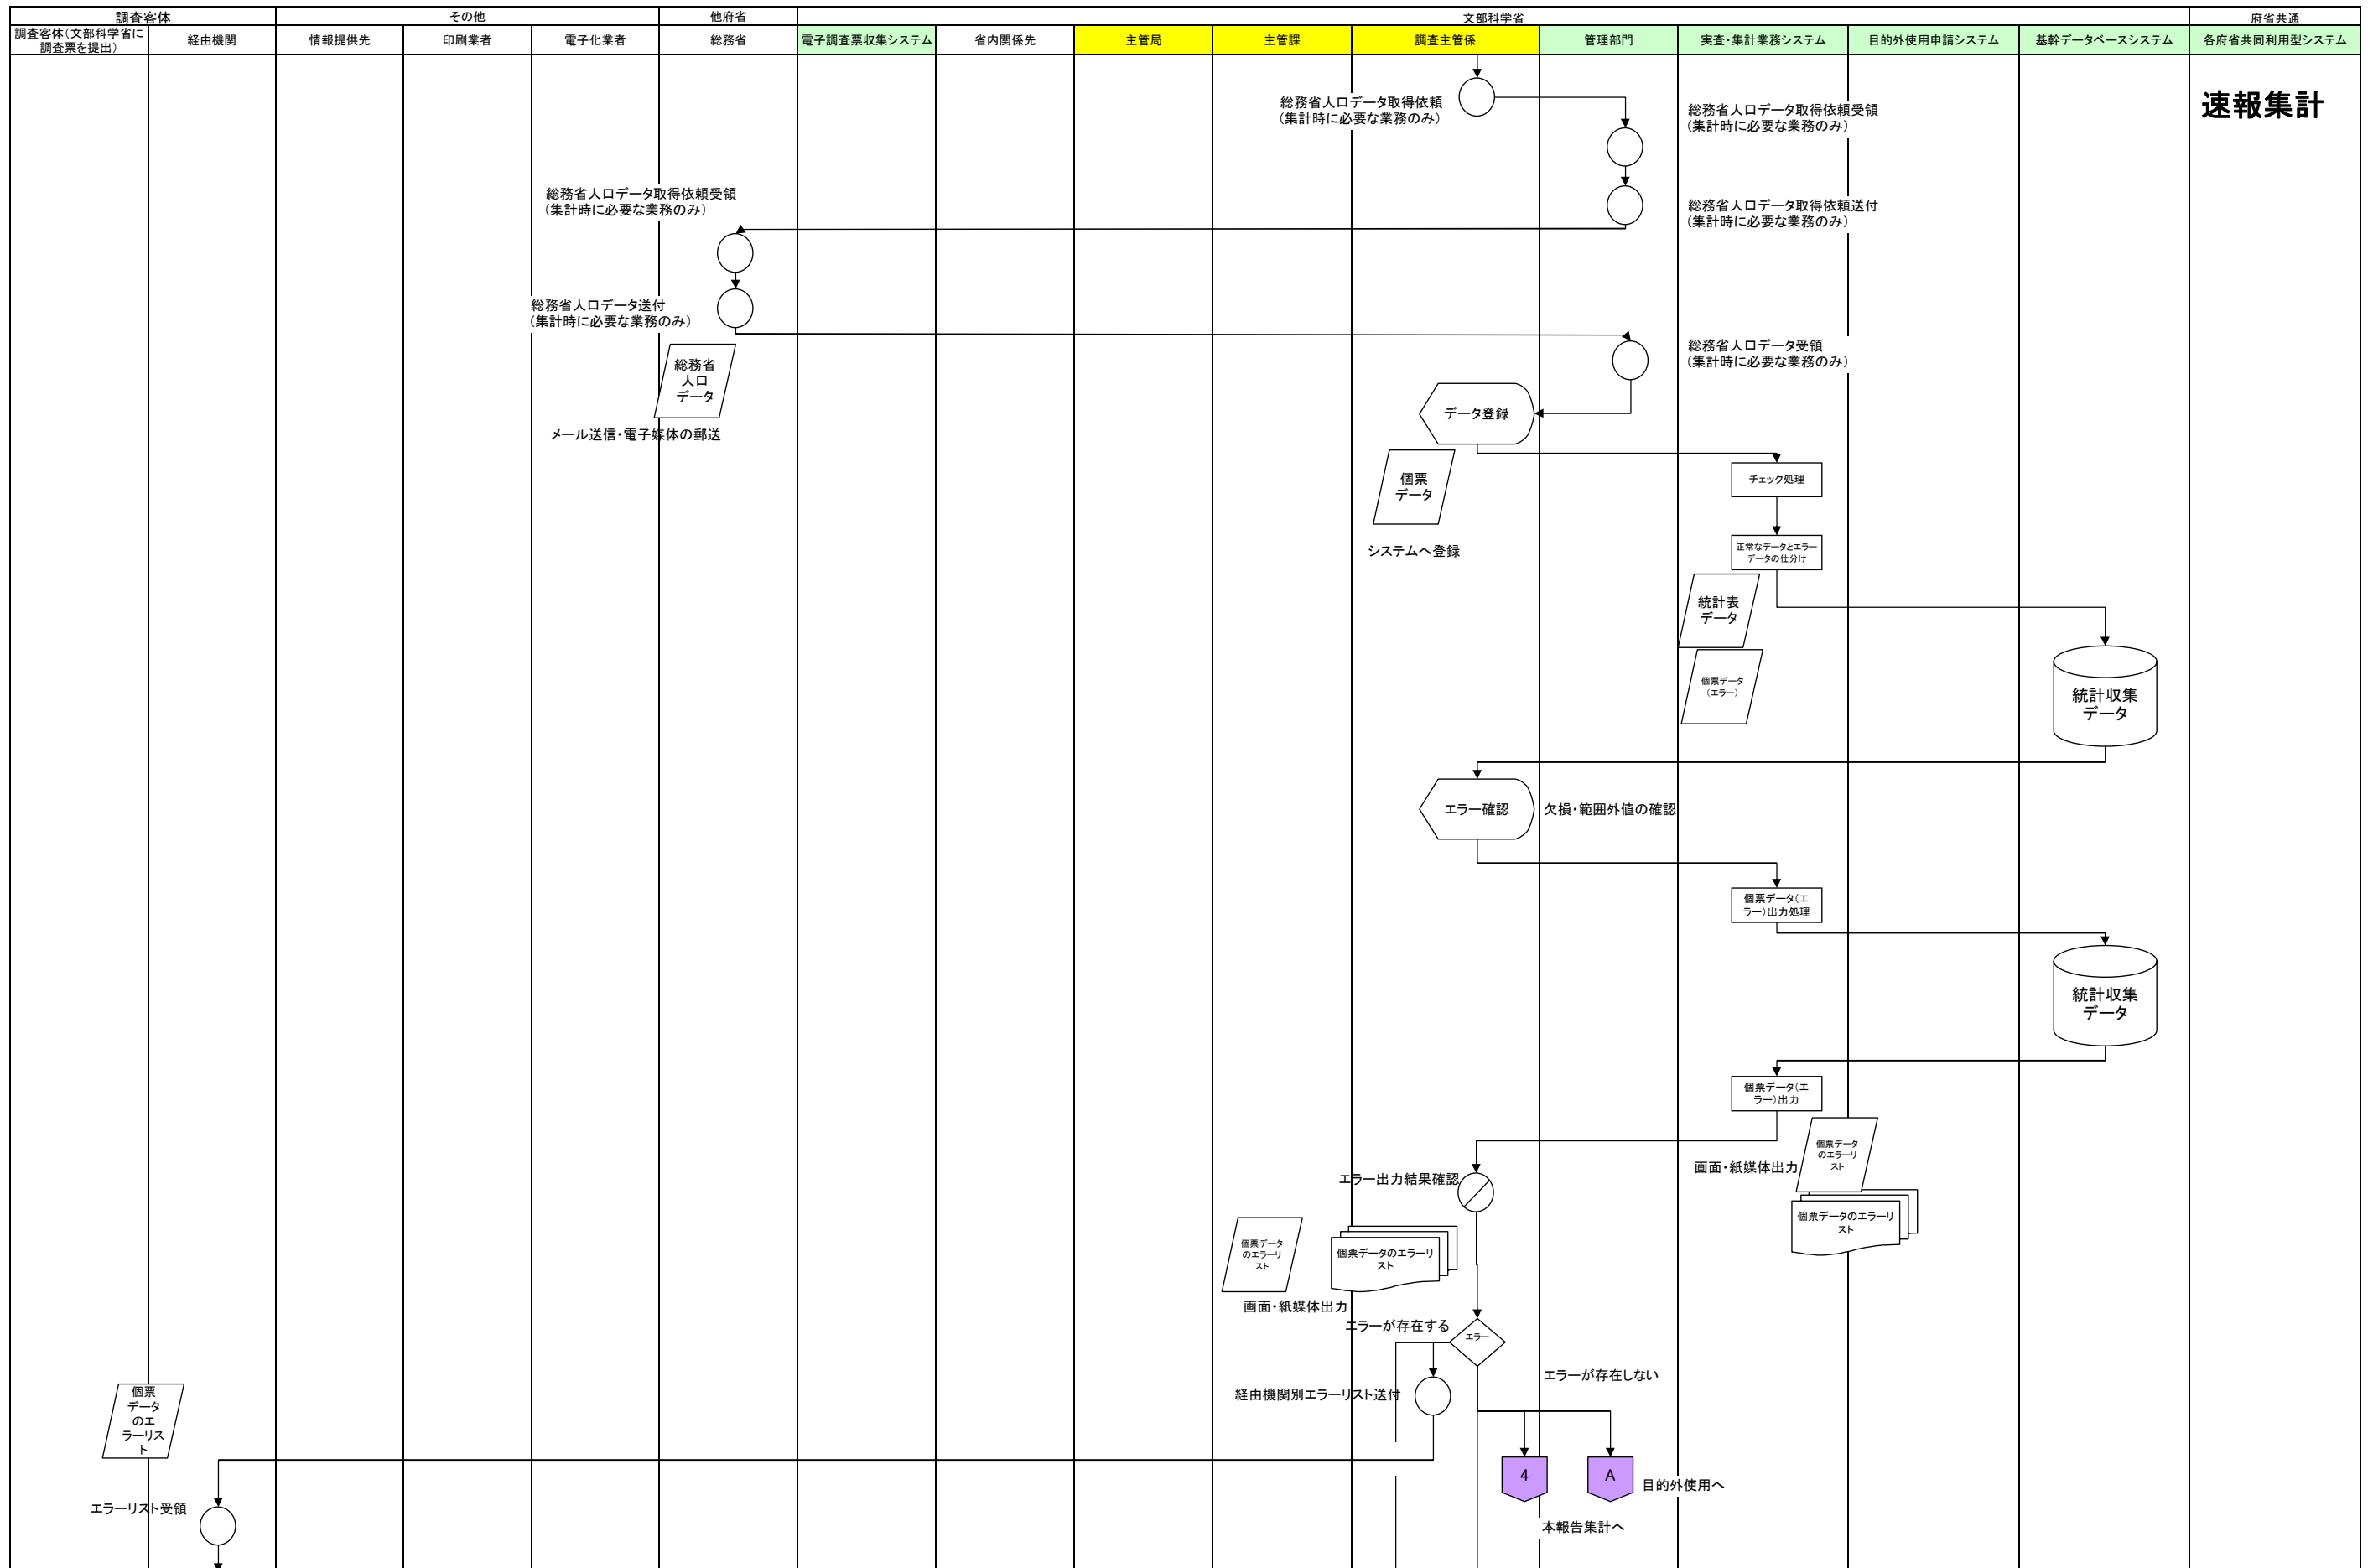 調査客体
その他
他府省
文部科学省
府省共通
調査客体（文部科学省に
調査票を提出）
経由機関
情報提供先
印刷業者
電子化業者
総務省
電子調査票収集システム
省内関係先
主管局
主管課
調査主管係
管理部門
実査・集計業務システム
目的外使用申請システム
基幹データベースシステム
各府省共同利用型システム
速報集計
総務省人口データ取得依頼
（集計時に必要な業務のみ）
総務省人口データ取得依頼受領
（集計時に必要な業務のみ）
総務省人口データ取得依頼受領
（集計時に必要な業務のみ）
総務省人口データ取得依頼送付
（集計時に必要な業務のみ）
総務省人口データ送付
（集計時に必要な業務のみ）
総務省人口データ受領
（集計時に必要な業務のみ）
総務省
人口
データ
メール送信・電子媒体の郵送
データ登録
個票
データ
システムへ登録
チェック処理
正常なデータとエラー
データの仕分け
統計表
データ
個票データ
（エラー）
統計収集
データ
エラー確認
欠損・範囲外値の確認
個票データ（エ
ラー）出力処理
統計収集
データ
個票データ（エ
ラー）出力
個票データ
のエラーリ
スト
画面・紙媒体出力
個票データのエラーリ
スト
エラー出力結果確認
個票データ
のエラーリ
スト
個票データのエラーリ
スト
画面・紙媒体出力
エラーが存在する
エラー
エラーが存在しない
経由機関別エラーリスト送付
個票
データ
のエ
ラーリス
ト
4
A
目的外使用へ
エラーリスト受領
本報告集計へ